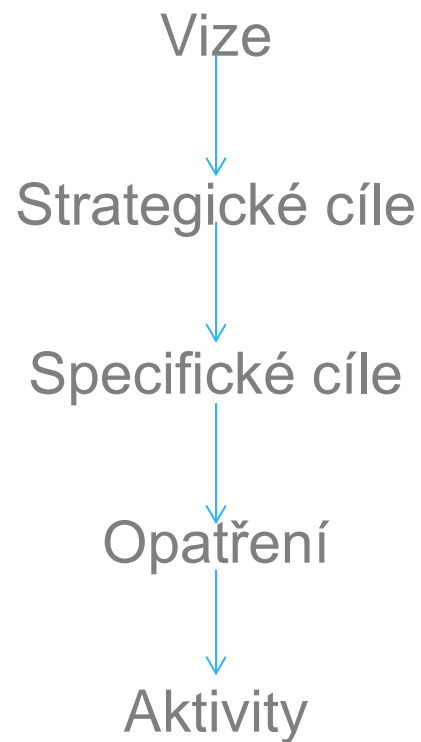 Vize
Strategické cíle
Specifické cíle
Opatření
Aktivity